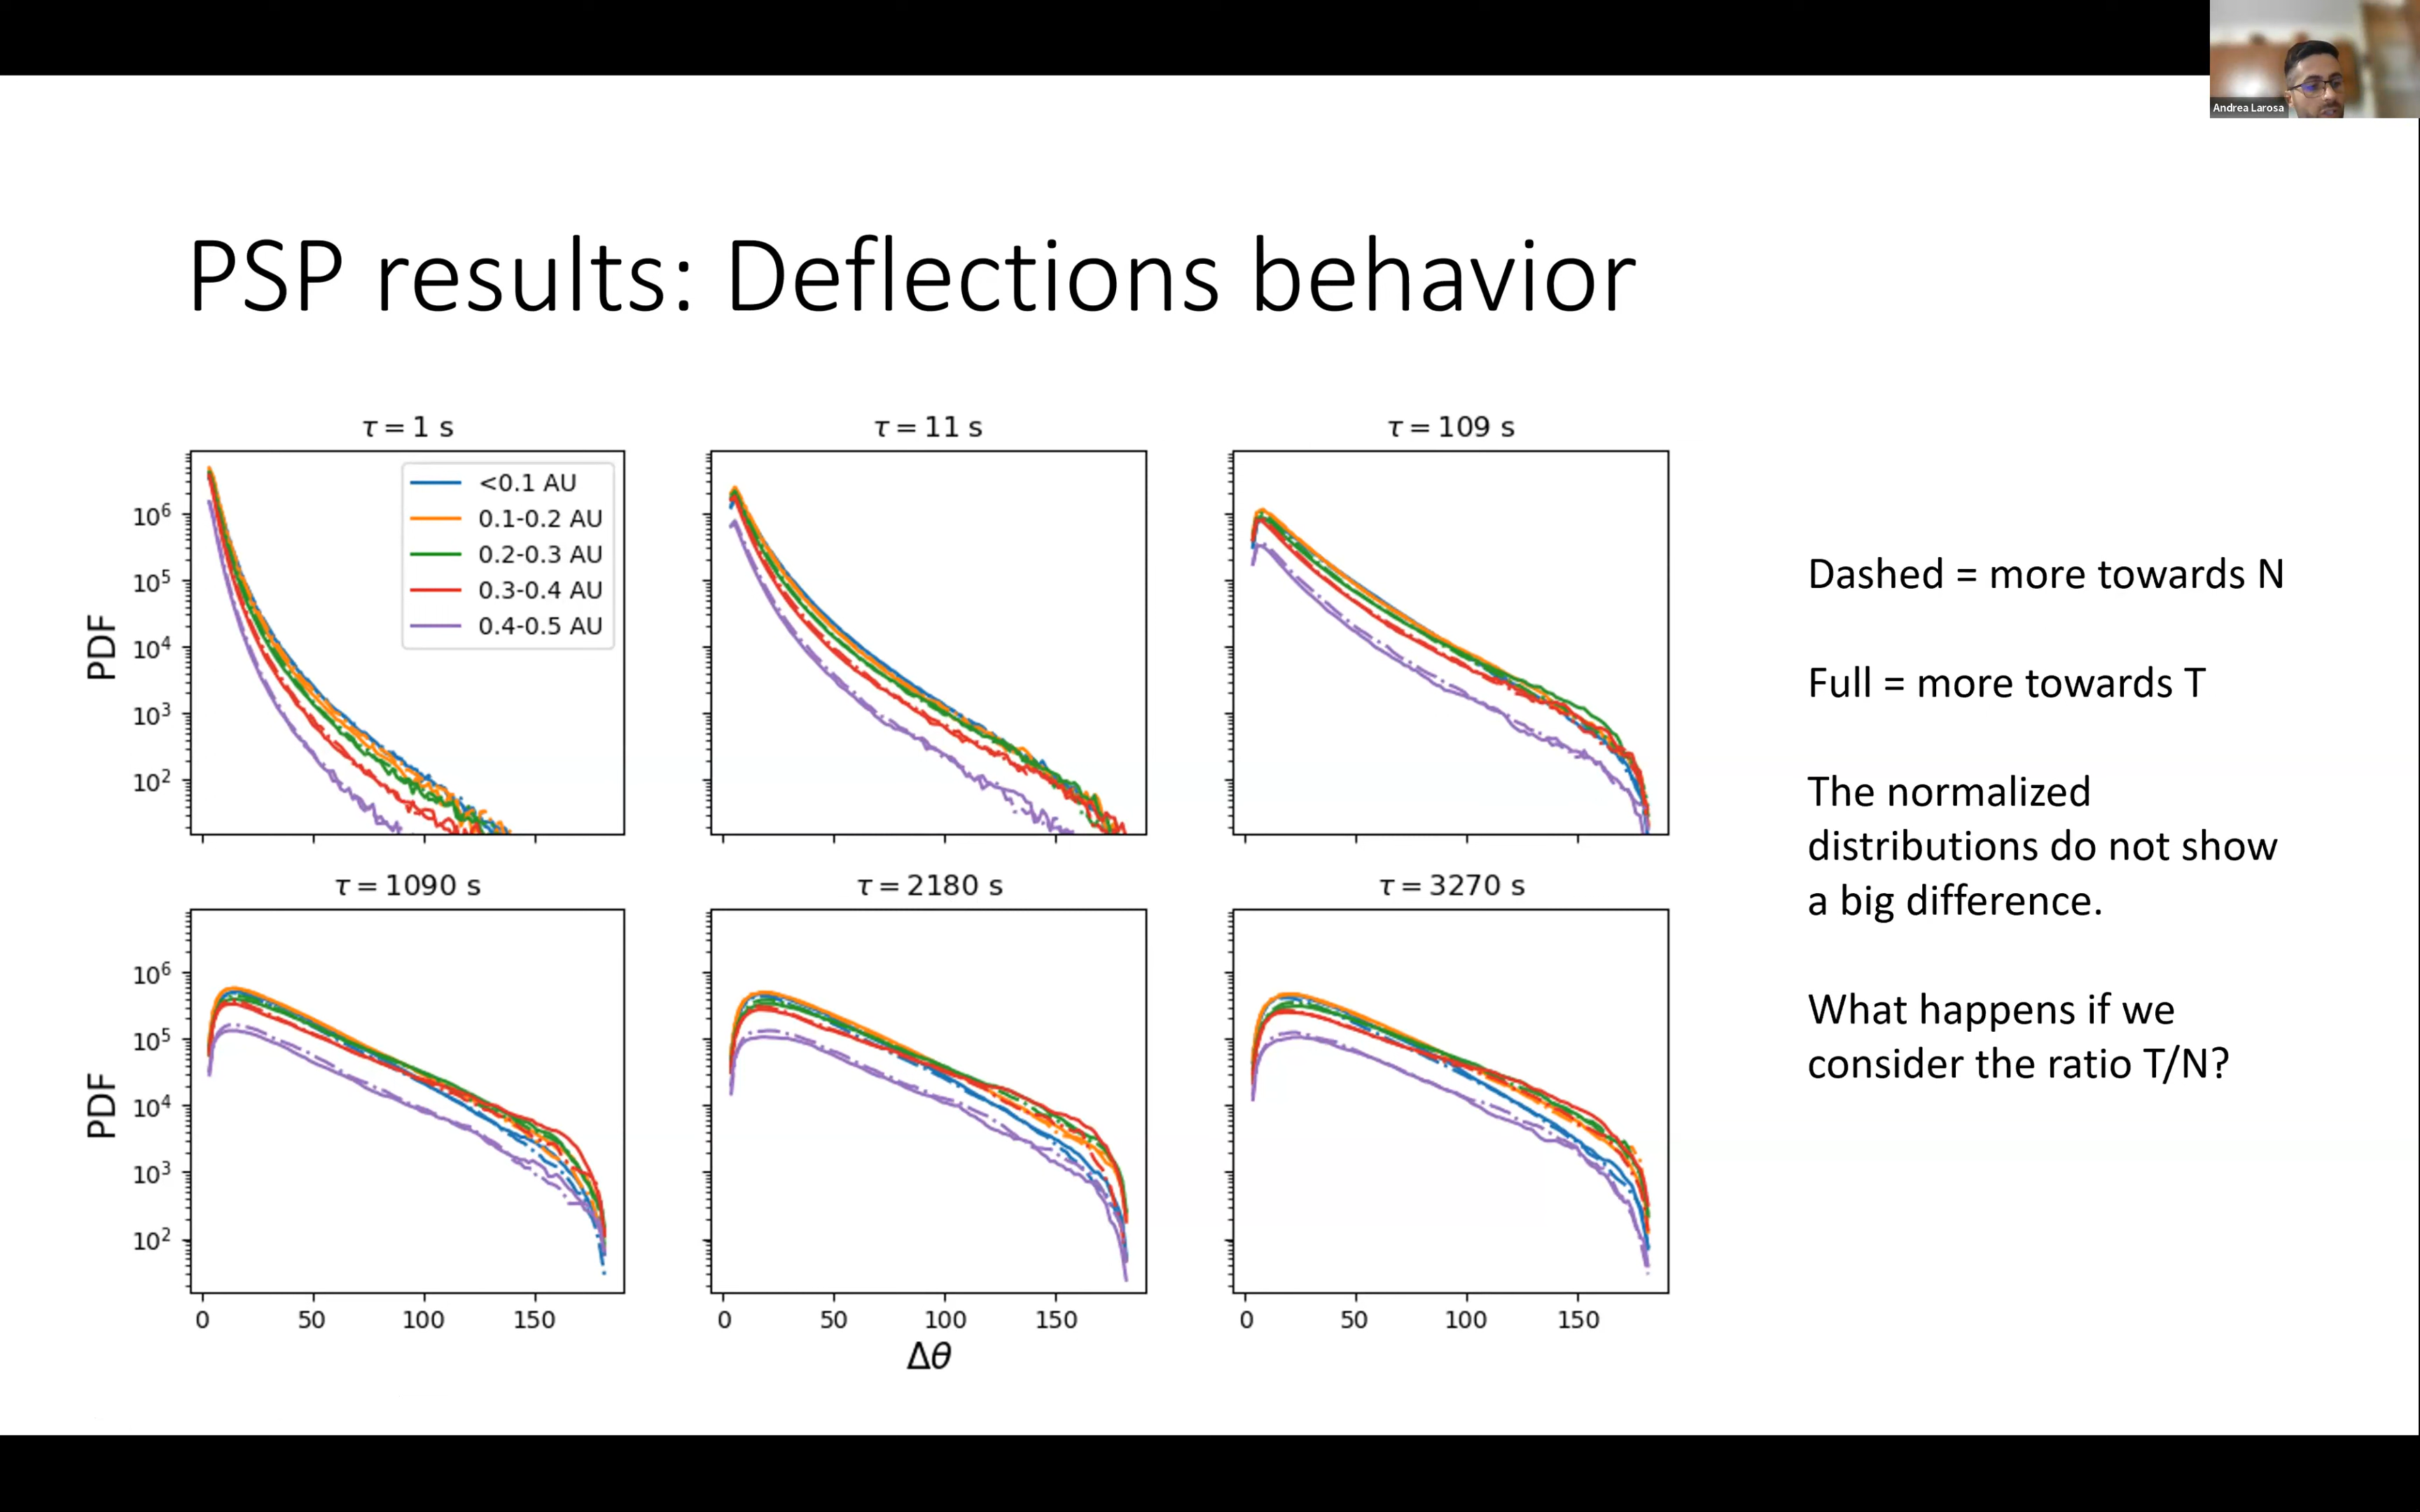 Andrea Larosa
PSP results: Deflections behavior
τ = 1 s
τ = 11 s
τ = 109 s
<0.1 AU
0.1-0.2 AU
0.2-0.3 AU
0.3-0.4 AU
0.4-0.5 AU
PDF
10⁶
10⁵
10⁴
10³
10²
τ = 1090 s
τ = 2180 s
τ = 3270 s
PDF
10⁶
10⁵
10⁴
10³
10²
0 50 100 150
0 50 100 150
0 50 100 150
Δθ
Dashed = more towards N
Full = more towards T
The normalized
distributions do not show
a big difference.
What happens if we
consider the ratio T/N?